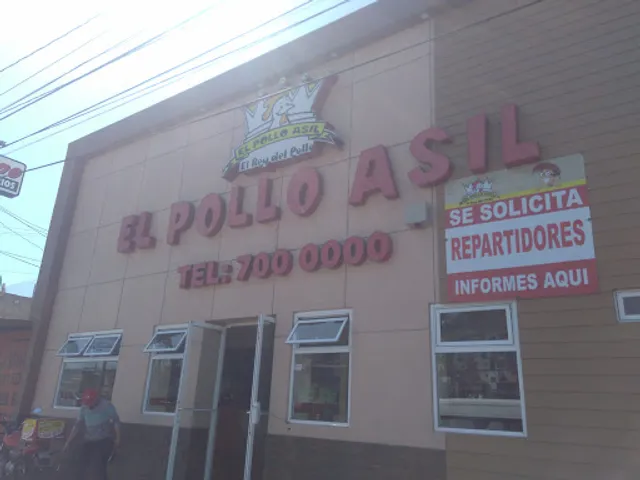 EL POLLO ASIL
El Rey del Pollo
EL POLLO ASIL
TEL: 700 0000
SE SOLICITA
REPARTIDORES
INFORMES AQUI